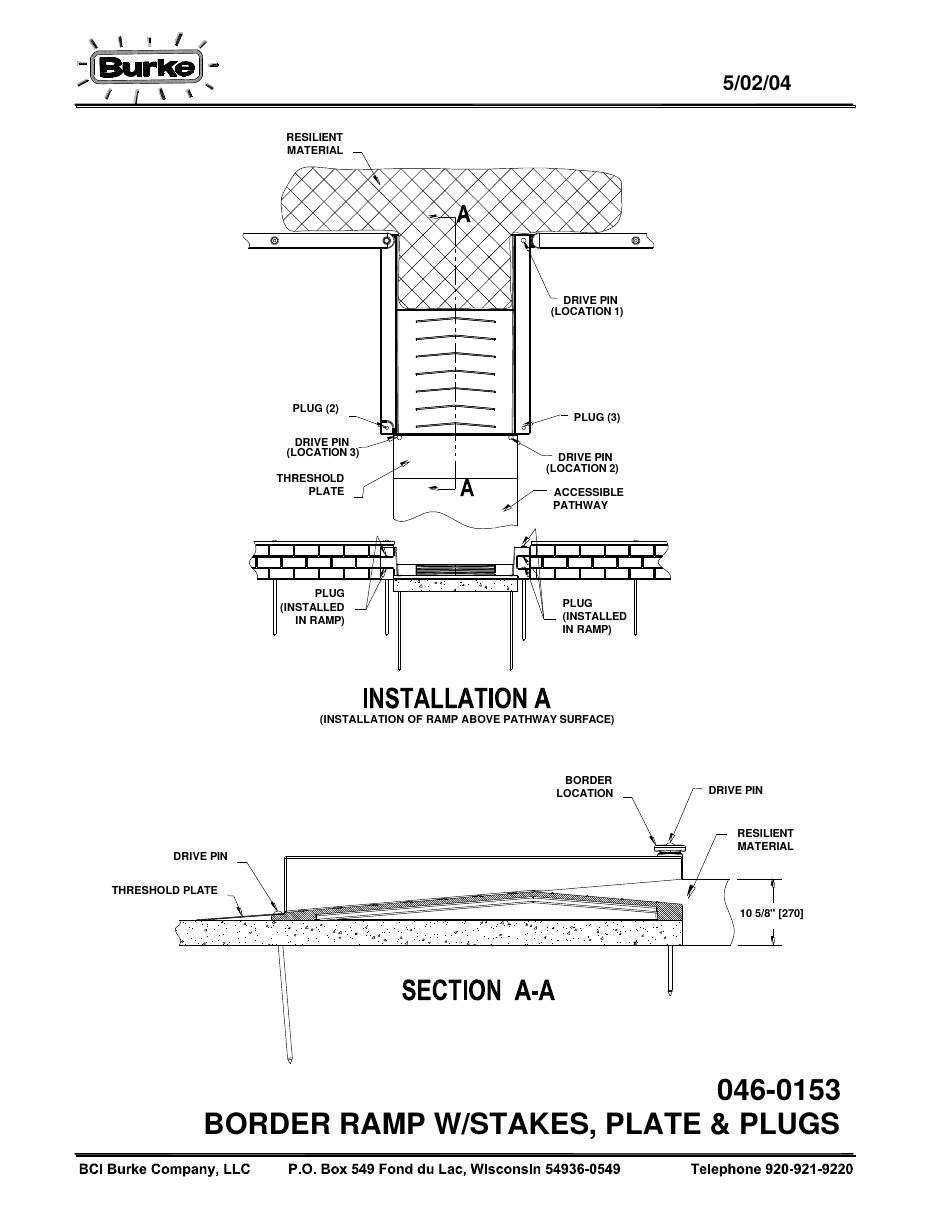 Burke
5/02/04
RESILIENT
MATERIAL
A
DRIVE PIN
(LOCATION 1)
PLUG (2)
PLUG (3)
DRIVE PIN
(LOCATION 3)
DRIVE PIN
(LOCATION 2)
THRESHOLD
PLATE
A
ACCESSIBLE
PATHWAY
PLUG
(INSTALLED
IN RAMP)
PLUG
(INSTALLED
IN RAMP)
INSTALLATION A
(INSTALLATION OF RAMP ABOVE PATHWAY SURFACE)
BORDER
LOCATION
DRIVE PIN
RESILIENT
MATERIAL
DRIVE PIN
THRESHOLD PLATE
10 5/8" [270]
SECTION A-A
046-0153
BORDER RAMP W/STAKES, PLATE & PLUGS
BCI Burke Company, LLC P.O. Box 549 Fond du Lac, Wisconsin 54936-0549 Telephone 920-921-9220